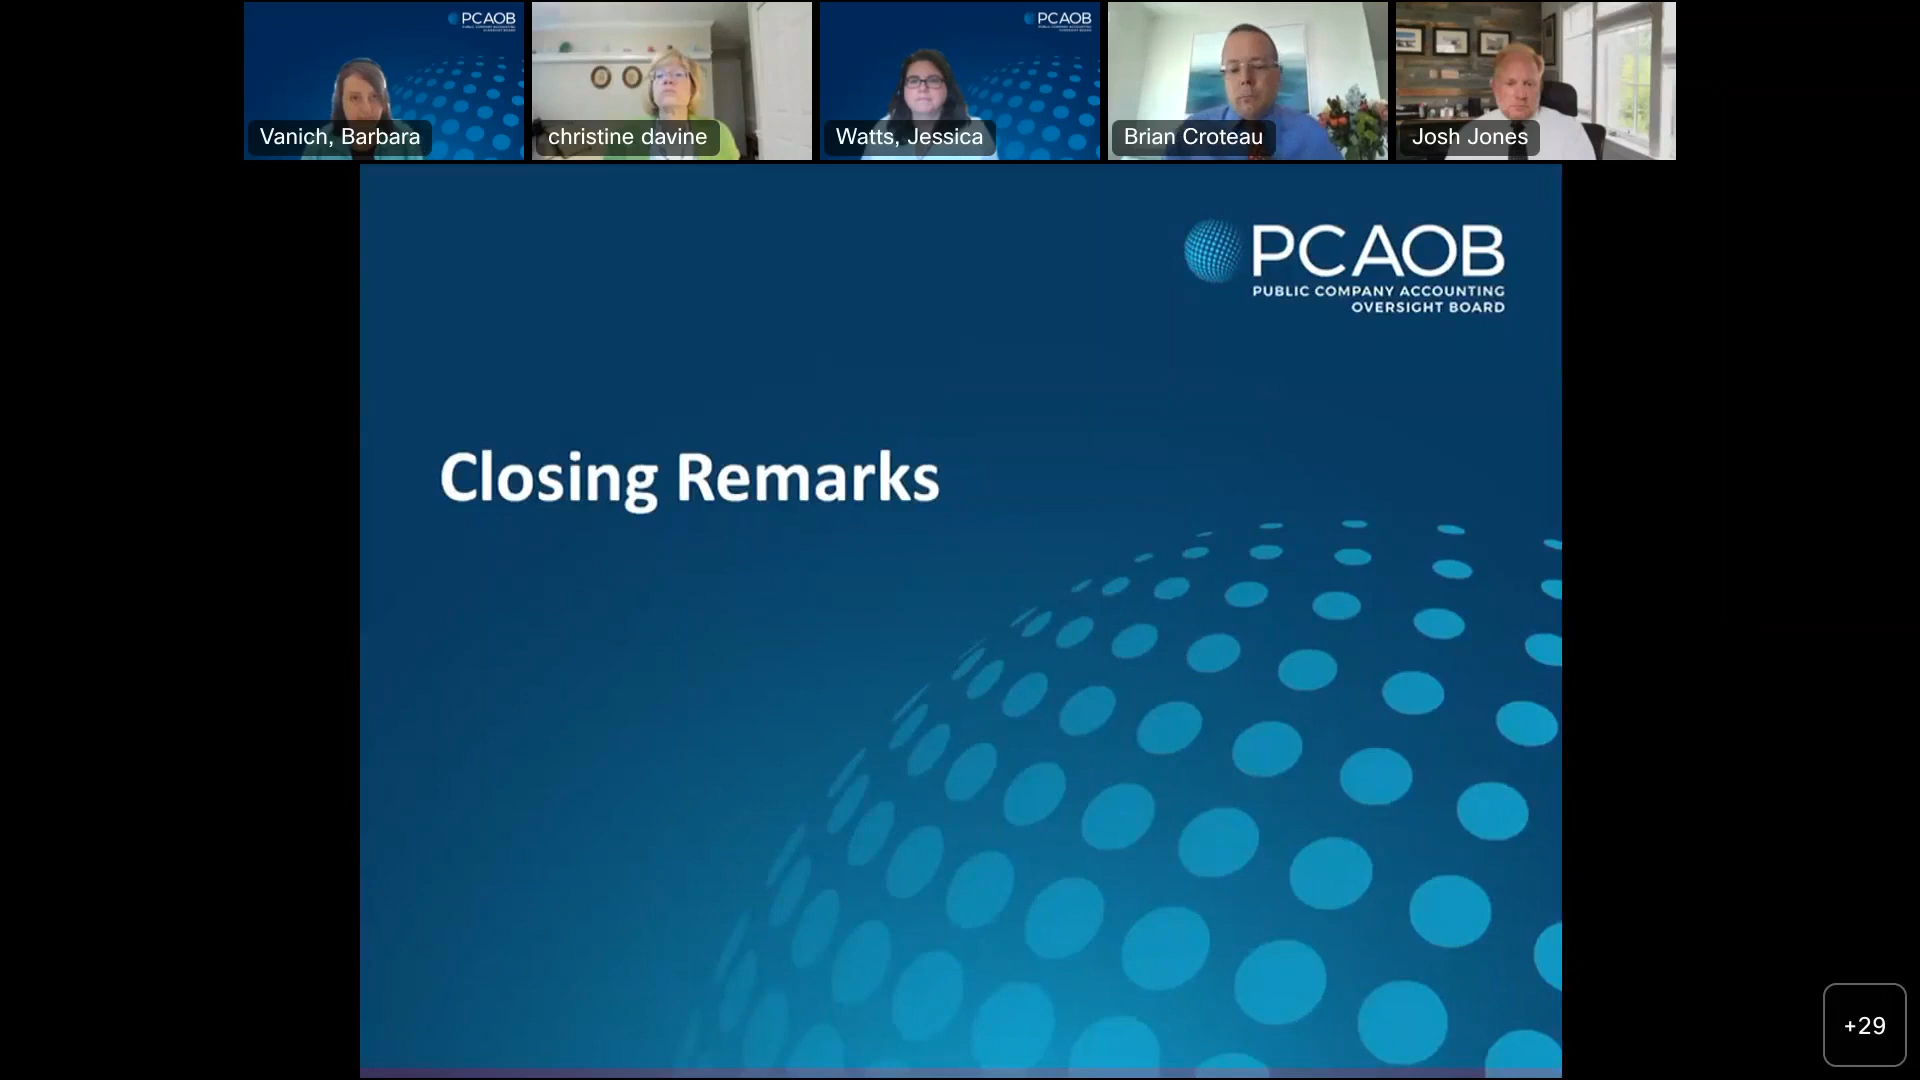 PCAOB
PCAOB
Vanich, Barbara
christine davine
Watts, Jessica
Brian Croteau
Josh Jones
PCAOB
PUBLIC COMPANY ACCOUNTING
OVERSIGHT BOARD
Closing Remarks
+29